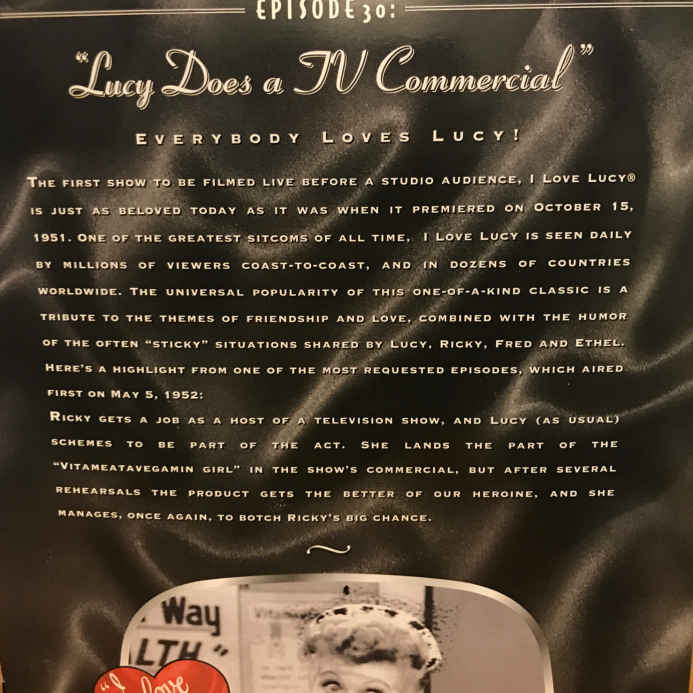 EPISODE 30:
"Lucy Does a TV Commercial"
EVERYBODY LOVES LUCY!
THE FIRST SHOW TO BE FILMED LIVE BEFORE A STUDIO AUDIENCE, I LOVE LUCY®
IS JUST AS BELOVED TODAY AS IT WAS WHEN IT PREMIERED ON OCTOBER 15,
1951. ONE OF THE GREATEST SITCOMS OF ALL TIME, I LOVE LUCY IS SEEN DAILY
BY MILLIONS OF VIEWERS COAST-TO-COAST, AND IN DOZENS OF COUNTRIES
WORLDWIDE. THE UNIVERSAL POPULARITY OF THIS ONE-OF-A-KIND CLASSIC IS A
TRIBUTE TO THE THEMES OF FRIENDSHIP AND LOVE, COMBINED WITH THE HUMOR
OF THE OFTEN "STICKY" SITUATIONS SHARED BY LUCY, RICKY, FRED AND ETHEL.
HERE'S A HIGHLIGHT FROM ONE OF THE MOST REQUESTED EPISODES, WHICH AIRED
FIRST ON MAY 5, 1952:
RICKY GETS A JOB AS A HOST OF A TELEVISION SHOW, AND LUCY (AS USUAL)
SCHEMES TO BE PART OF THE ACT. SHE LANDS THE PART OF THE
"VITAMEATAVEGAMIN GIRL" IN THE SHOW'S COMMERCIAL, BUT AFTER SEVERAL
REHEARSALS THE PRODUCT GETS THE BETTER OF OUR HEROINE, AND SHE
MANAGES, ONCE AGAIN, TO BOTCH RICKY'S BIG CHANCE.
Way
LTH"
"I Love